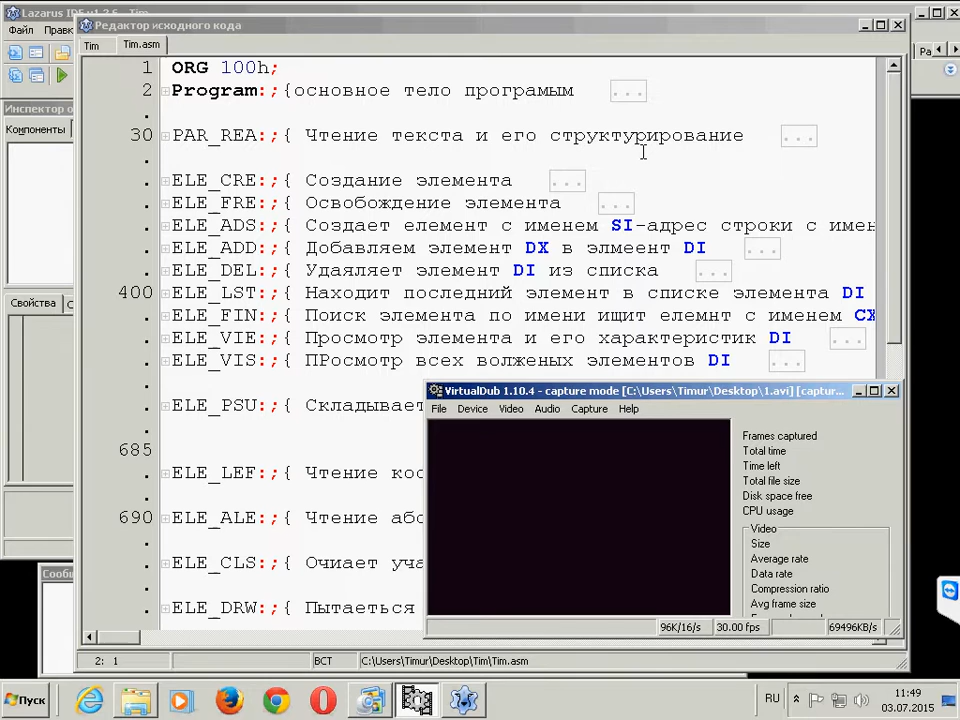 Lazarus IDE v1.2.6 - Tim
Файл Правк
Редактор исходного кода
Tim Tim.asm
1 ORG 100h;
2 Program:;{основное тело програмым ...
.
30 PAR_REA:;{ Чтение текста и его структурирование ...
.
. ELE_CRE:;{ Создание элемента ...
. ELE_FRE:;{ Освобождение элемента ...
. ELE_ADS:;{ Создает елемент с именем SI-адрес строки с имен
. ELE_ADD:;{ Добавляем элемент DX в элмеент DI ...
. ELE_DEL:;{ Удаяляет элемент DI из списка ...
400 ELE_LST:;{ Находит последний элемент в списке элемента DI
. ELE_FIN:;{ Поиск элемента по имени ищит елемнт с именем CX
. ELE_VIE:;{ Просмотр элемента и его характеристик DI ...
. ELE_VIS:;{ ПРосмотр всех волженых элементов DI ...
.
. ELE_PSU:;{ Складывает
.
685
. ELE_LEF:;{ Чтение коо
.
690 ELE_ALE:;{ Чтение або
.
. ELE_CLS:;{ Очиает уча
.
. ELE_DRW:;{ Пытаеться
2: 1 ВСТ C:\Users\Timur\Desktop\Tim\Tim.asm
Инспектор о
Компоненты
Свойства С
Сообщ
Ра
VirtualDub 1.10.4 - capture mode [C:\Users\Timur\Desktop\1.avi] [captur...
File Device Video Audio Capture Help
Frames captured
Total time
Time left
Total file size
Disk space free
CPU usage
Video
Size
Average rate
Data rate
Compression ratio
Avg frame size
96K/16/s 30.00 fps 69496KB/s
Пуск
RU
11:49
03.07.2015